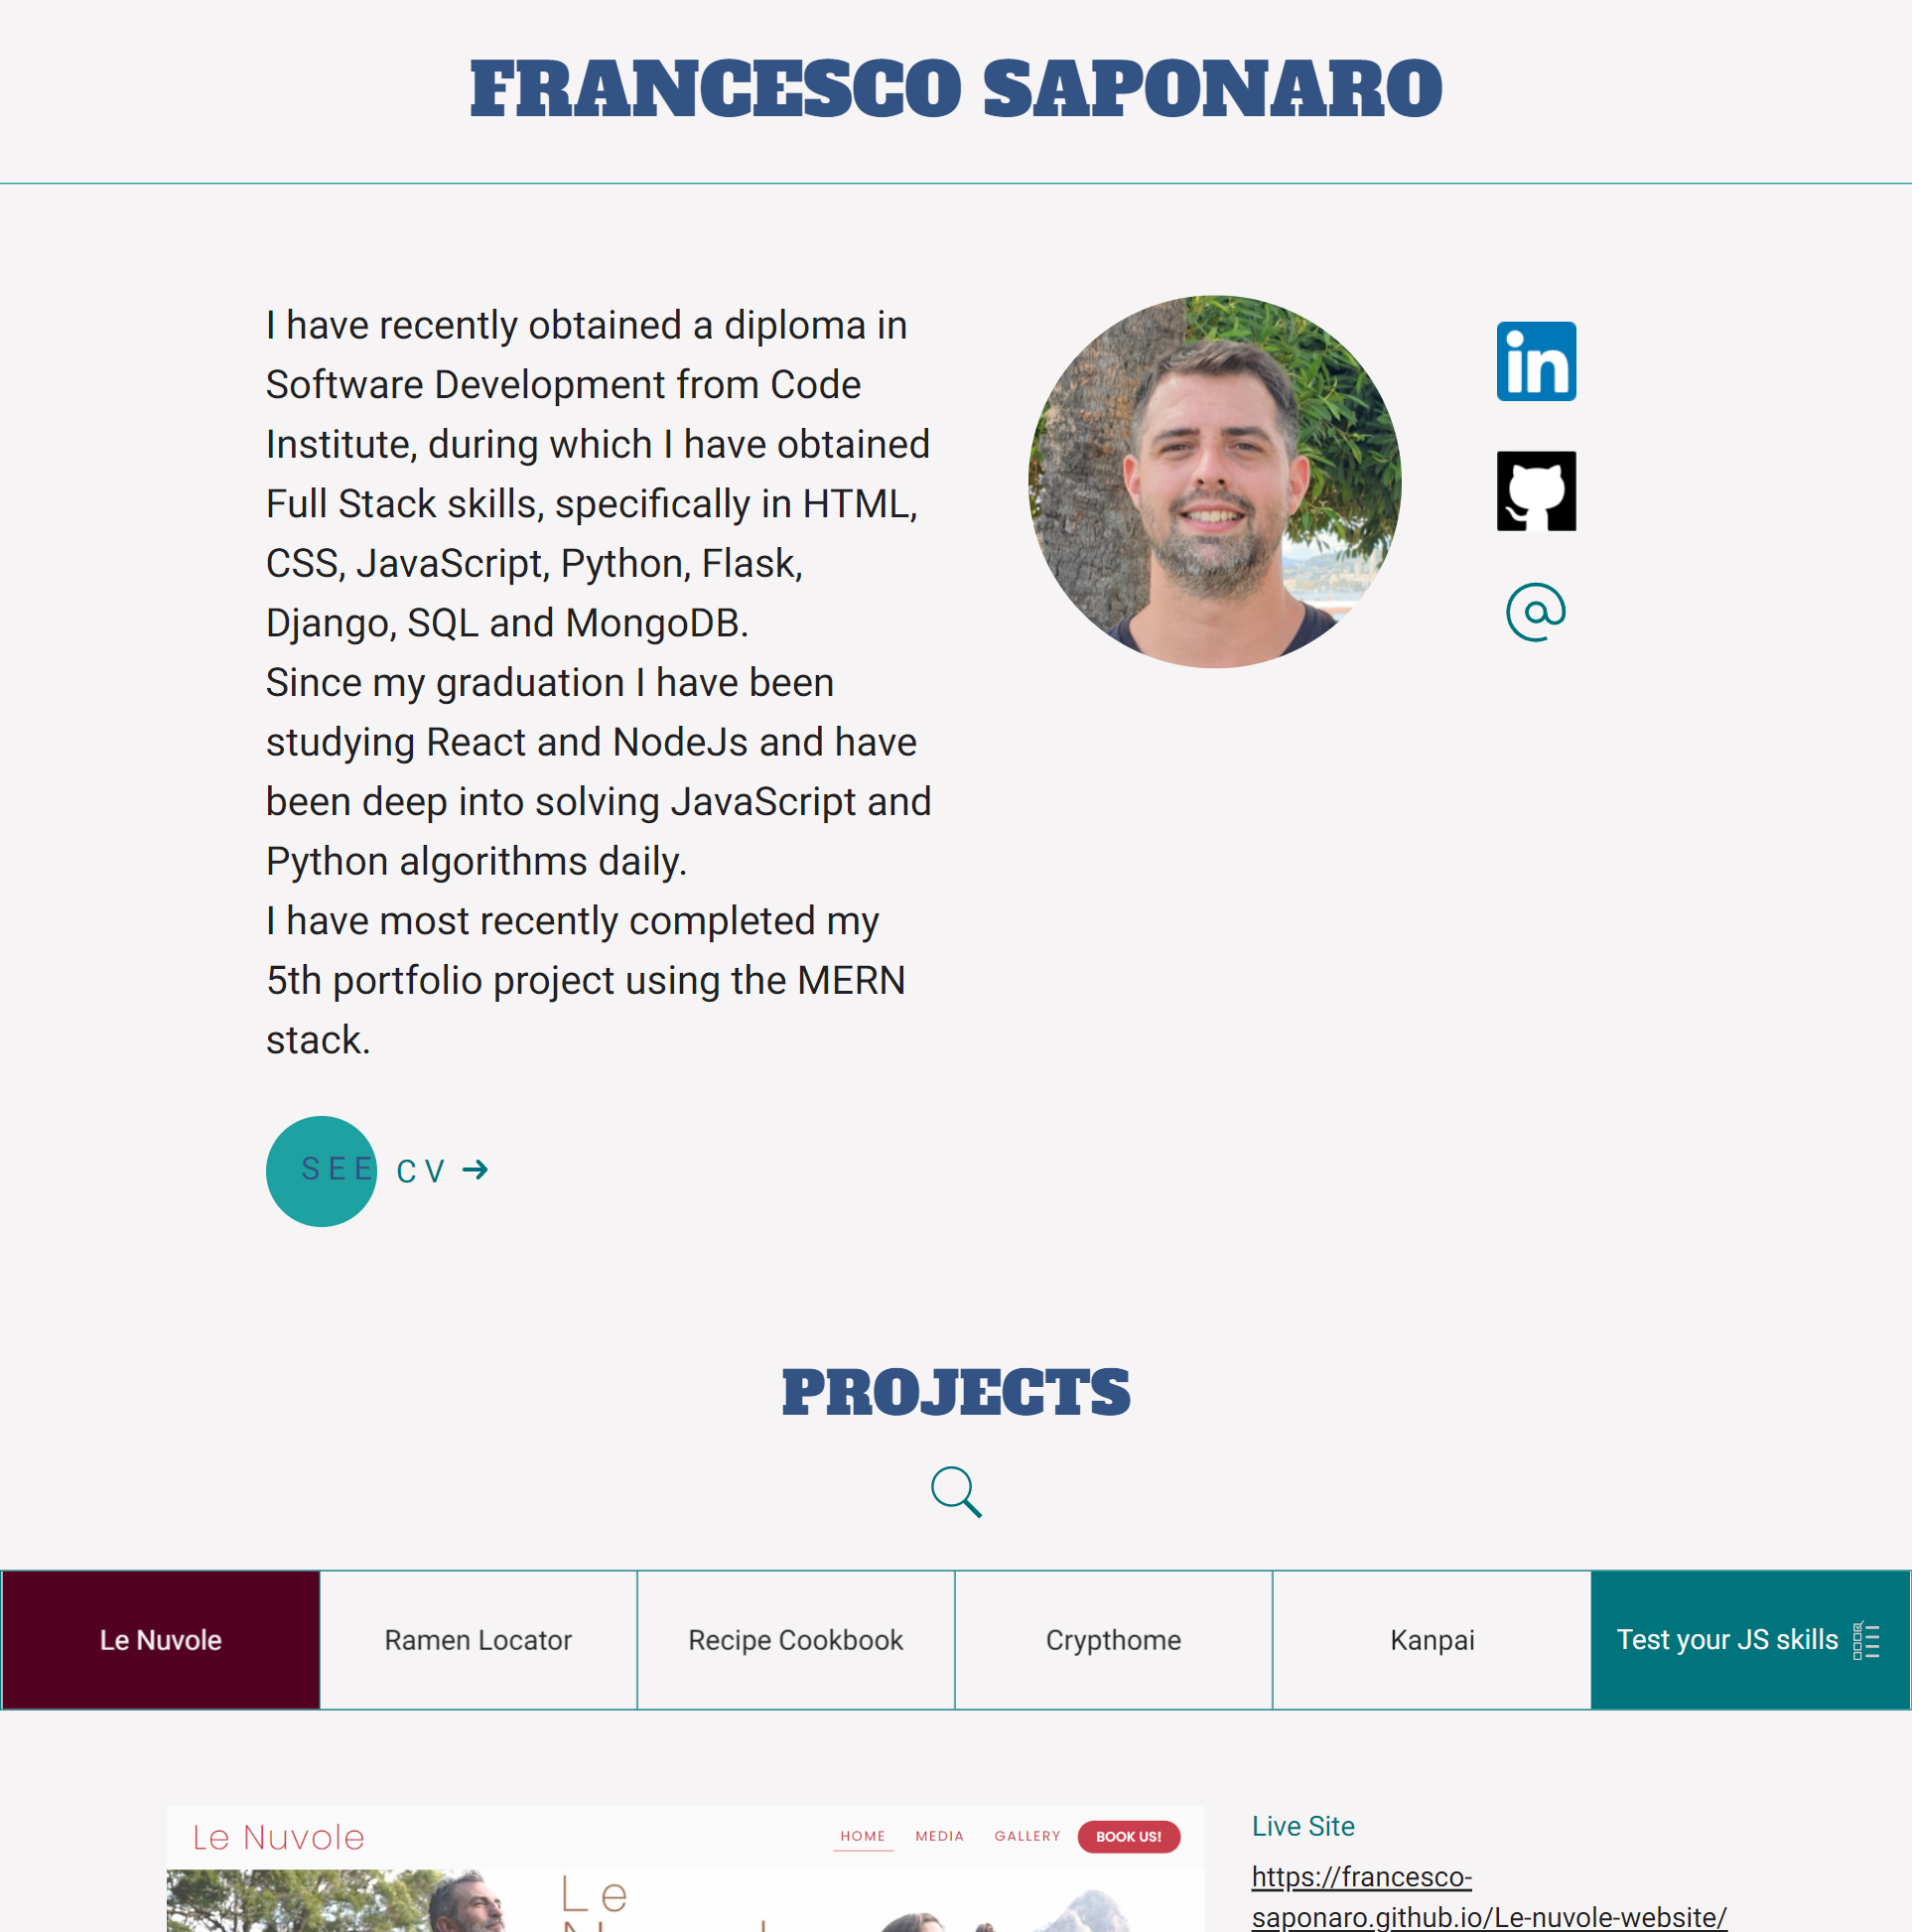 FRANCESCO SAPONARO
I have recently obtained a diploma in
Software Development from Code
Institute, during which I have obtained
Full Stack skills, specifically in HTML,
CSS, JavaScript, Python, Flask,
Django, SQL and MongoDB.
Since my graduation I have been
studying React and NodeJs and have
been deep into solving JavaScript and
Python algorithms daily.
I have most recently completed my
5th portfolio project using the MERN
stack.
in
@
SEE CV →
PROJECTS
Le Nuvole
Ramen Locator
Recipe Cookbook
Crypthome
Kanpai
Test your JS skills
Le Nuvole
HOME MEDIA GALLERY BOOK US!
Le
Live Site
https://francesco-
saponaro.github.io/Le-nuvole-website/